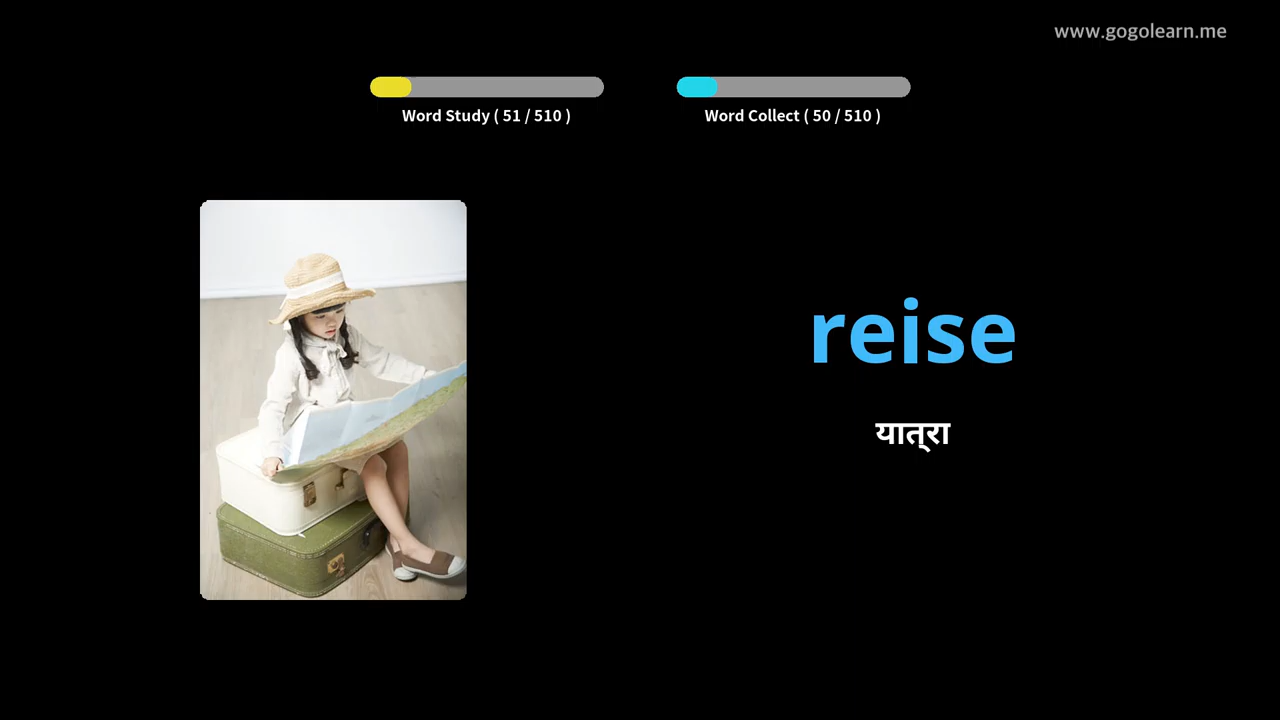 www.gogolearn.me
Word Study ( 51 / 510 )
Word Collect ( 50 / 510 )
reise
यात्रा